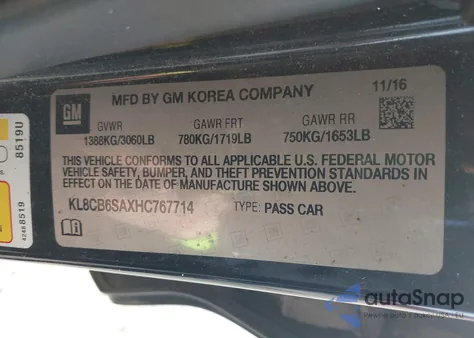 GM
MFD BY GM KOREA COMPANY
11/16
GVWR GAWR FRT GAWR RR
1388KG/3060LB 780KG/1719LB 750KG/1653LB
THIS VEHICLE CONFORMS TO ALL APPLICABLE U.S. FEDERAL MOTOR
VEHICLE SAFETY, BUMPER, AND THEFT PREVENTION STANDARDS IN
EFFECT ON THE DATE OF MANUFACTURE SHOWN ABOVE.
KL8CB6SAXHC767714 TYPE: PASS CAR
8519U
4248 8519
autoSnap